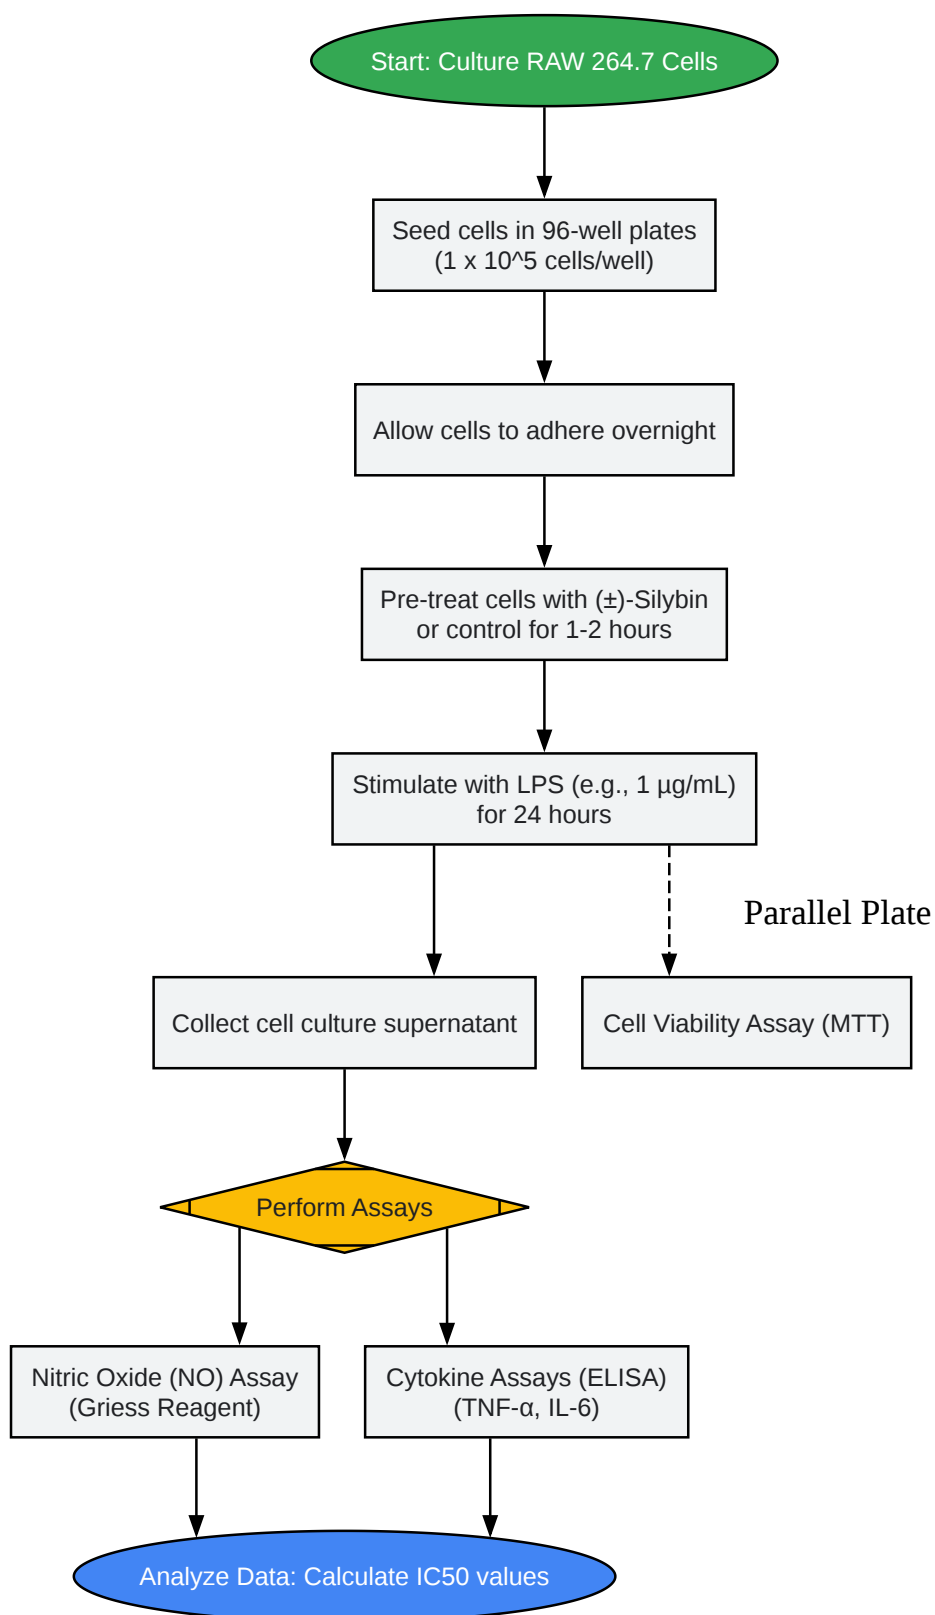 Start: Culture RAW 264.7 Cells
Seed cells in 96-well plates
(1 x 10^5 cells/well)
Allow cells to adhere overnight
Pre-treat cells with (±)-Silybin
or control for 1-2 hours
Stimulate with LPS (e.g., 1 µg/mL)
for 24 hours
Parallel Plate
Collect cell culture supernatant
Cell Viability Assay (MTT)
Perform Assays
Nitric Oxide (NO) Assay
(Griess Reagent)
Cytokine Assays (ELISA)
(TNF-α, IL-6)
Analyze Data: Calculate IC50 values